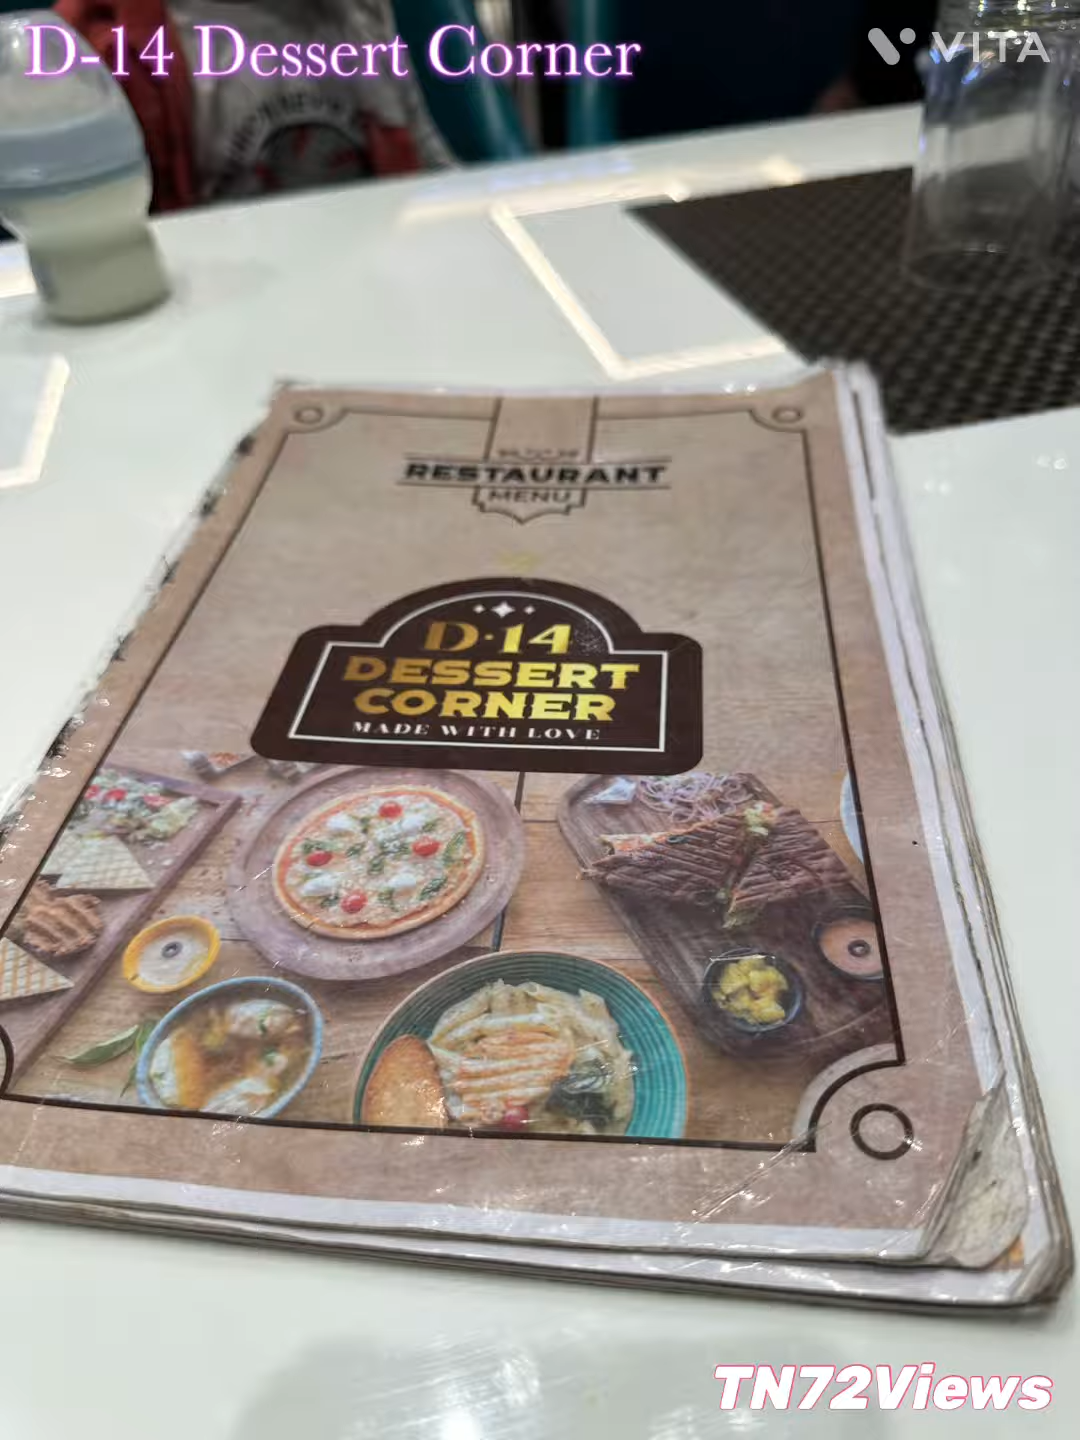 D-14 Dessert Corner
VITA
RESTAURANT
MENU
D·14
DESSERT
CORNER
MADE WITH LOVE
TN72Views